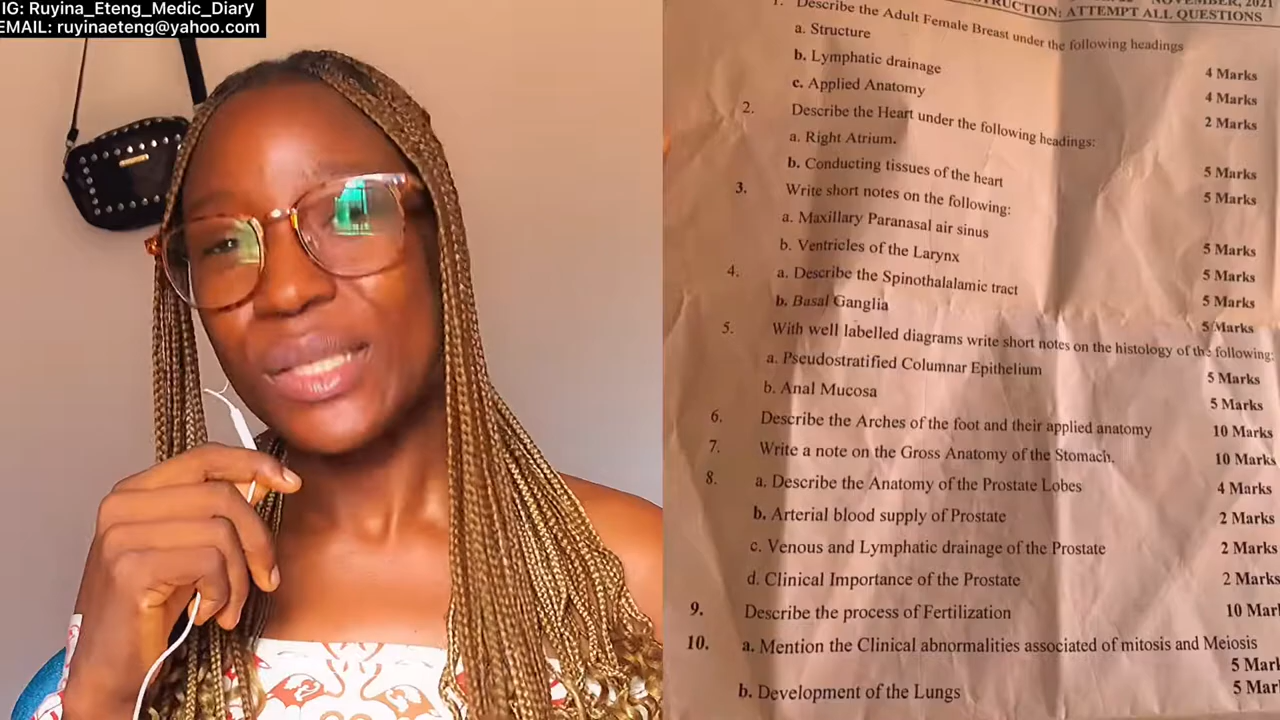 IG: Ruyina_Eteng_Medic_Diary
EMAIL: ruyinaeteng@yahoo.com
NOVEMBER, 2021
INSTRUCTION: ATTEMPT ALL QUESTIONS
1. Describe the Adult Female Breast under the following headings
a. Structure 4 Marks
b. Lymphatic drainage 4 Marks
c. Applied Anatomy 2 Marks
2. Describe the Heart under the following headings:
a. Right Atrium. 5 Marks
b. Conducting tissues of the heart 5 Marks
3. Write short notes on the following:
a. Maxillary Paranasal air sinus 5 Marks
b. Ventricles of the Larynx 5 Marks
4. a. Describe the Spinothalalamic tract 5 Marks
b. Basal Ganglia 5 Marks
5. With well labelled diagrams write short notes on the histology of the following:
a. Pseudostratified Columnar Epithelium 5 Marks
b. Anal Mucosa 5 Marks
6. Describe the Arches of the foot and their applied anatomy 10 Marks
7. Write a note on the Gross Anatomy of the Stomach. 10 Marks
8. a. Describe the Anatomy of the Prostate Lobes 4 Marks
b. Arterial blood supply of Prostate 2 Marks
c. Venous and Lymphatic drainage of the Prostate 2 Marks
d. Clinical Importance of the Prostate 2 Marks
9. Describe the process of Fertilization 10 Mar
10. a. Mention the Clinical abnormalities associated of mitosis and Meiosis
5 Mar
b. Development of the Lungs 5 Mar